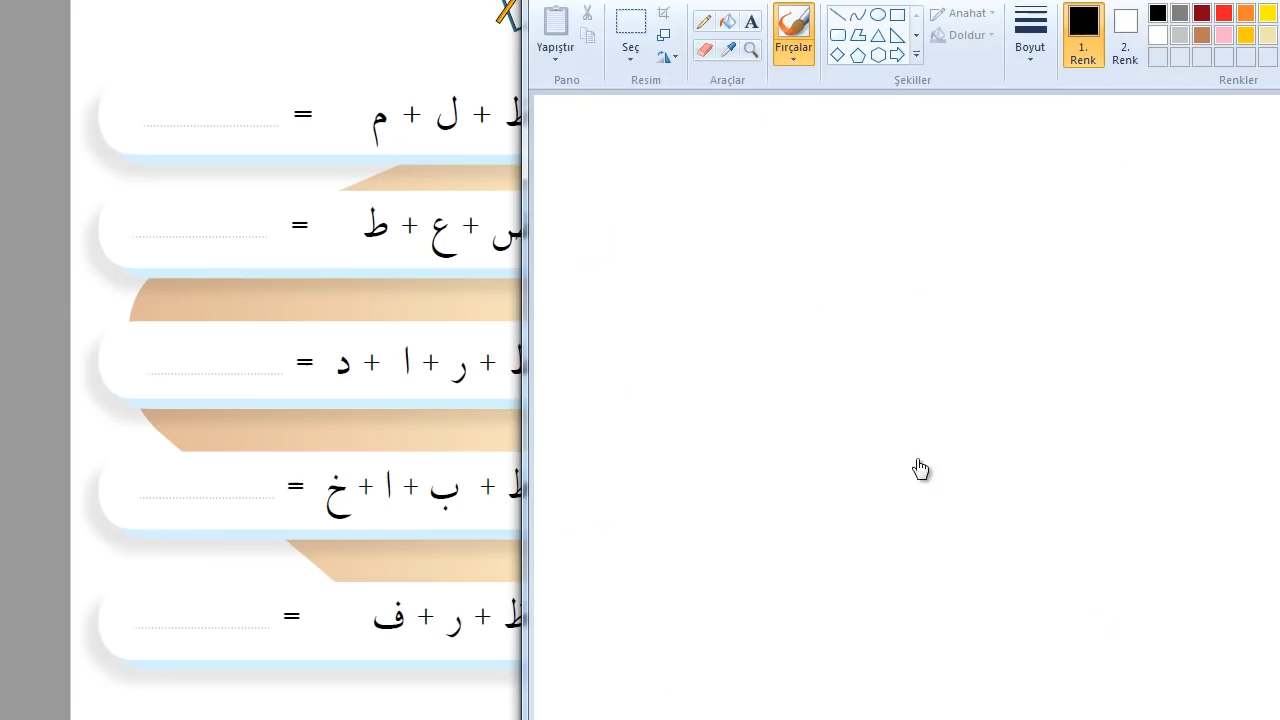 Yapıştır
Seç
Fırçalar
Anahat
Doldur
Boyut
1. Renk
2. Renk
Pano
Resim
Araçlar
Şekiller
Renkler
+ ل + م =
+ ع + ط =
+ ر + ا + د =
+ ب + ا + خ =
+ ر + ف =